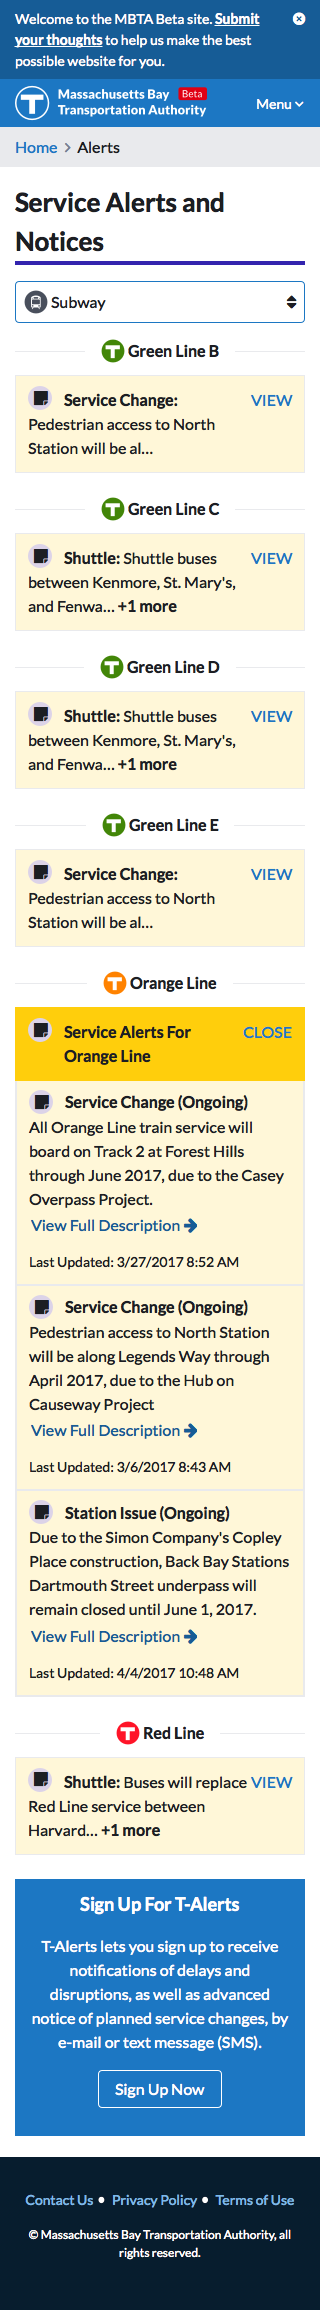 Welcome to the MBTA Beta site. Submit
your thoughts to help us make the best
possible website for you.
Massachusetts Bay Beta
Transportation Authority
Menu
Home > Alerts
Service Alerts and
Notices
Subway
T Green Line B
Service Change: VIEW
Pedestrian access to North
Station will be al...
T Green Line C
Shuttle: Shuttle buses VIEW
between Kenmore, St. Mary's,
and Fenwa... +1 more
T Green Line D
Shuttle: Shuttle buses VIEW
between Kenmore, St. Mary's,
and Fenwa... +1 more
T Green Line E
Service Change: VIEW
Pedestrian access to North
Station will be al...
T Orange Line
Service Alerts For CLOSE
Orange Line
Service Change (Ongoing)
All Orange Line train service will
board on Track 2 at Forest Hills
through June 2017, due to the Casey
Overpass Project.
View Full Description
Last Updated: 3/27/2017 8:52 AM
Service Change (Ongoing)
Pedestrian access to North Station
will be along Legends Way through
April 2017, due to the Hub on
Causeway Project
View Full Description
Last Updated: 3/6/2017 8:43 AM
Station Issue (Ongoing)
Due to the Simon Company's Copley
Place construction, Back Bay Stations
Dartmouth Street underpass will
remain closed until June 1, 2017.
View Full Description
Last Updated: 4/4/2017 10:48 AM
T Red Line
Shuttle: Buses will replace VIEW
Red Line service between
Harvard... +1 more
Sign Up For T-Alerts
T-Alerts lets you sign up to receive
notifications of delays and
disruptions, as well as advanced
notice of planned service changes, by
e-mail or text message (SMS).
Sign Up Now
Contact Us • Privacy Policy • Terms of Use
© Massachusetts Bay Transportation Authority, all
rights reserved.